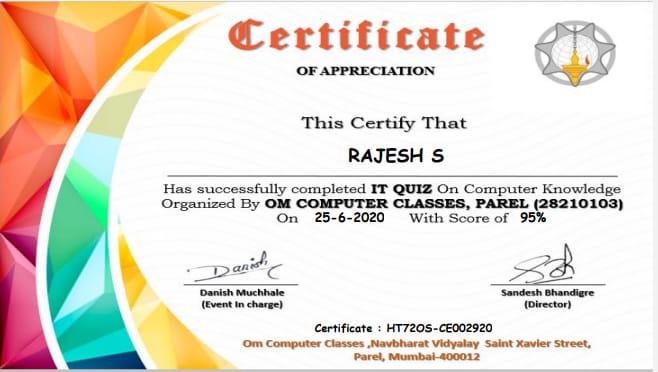 Certificate
OF APPRECIATION
This Certify That
RAJESH S
Has successfully completed IT QUIZ On Computer Knowledge
Organized By OM COMPUTER CLASSES, PAREL (28210103)
On 25-6-2020 With Score of 95%
Danish
Danish Muchhale
(Event In charge)
Sandesh Bhandigre
(Director)
Certificate : HT72OS-CE002920
Om Computer Classes ,Navbharat Vidyalay Saint Xavier Street,
Parel, Mumbai-400012